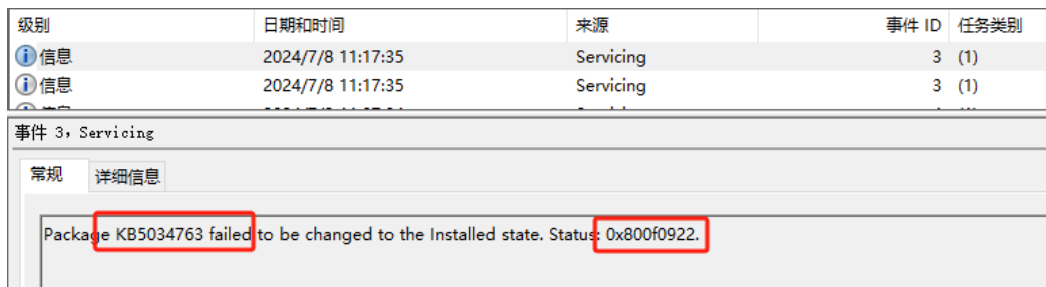 级别 日期和时间 来源 事件 ID 任务类别
信息 2024/7/8 11:17:35 Servicing 3 (1)
信息 2024/7/8 11:17:35 Servicing 3 (1)
事件 3，Servicing
常规 详细信息
Package KB5034763 failed to be changed to the Installed state. Status: 0x800f0922.